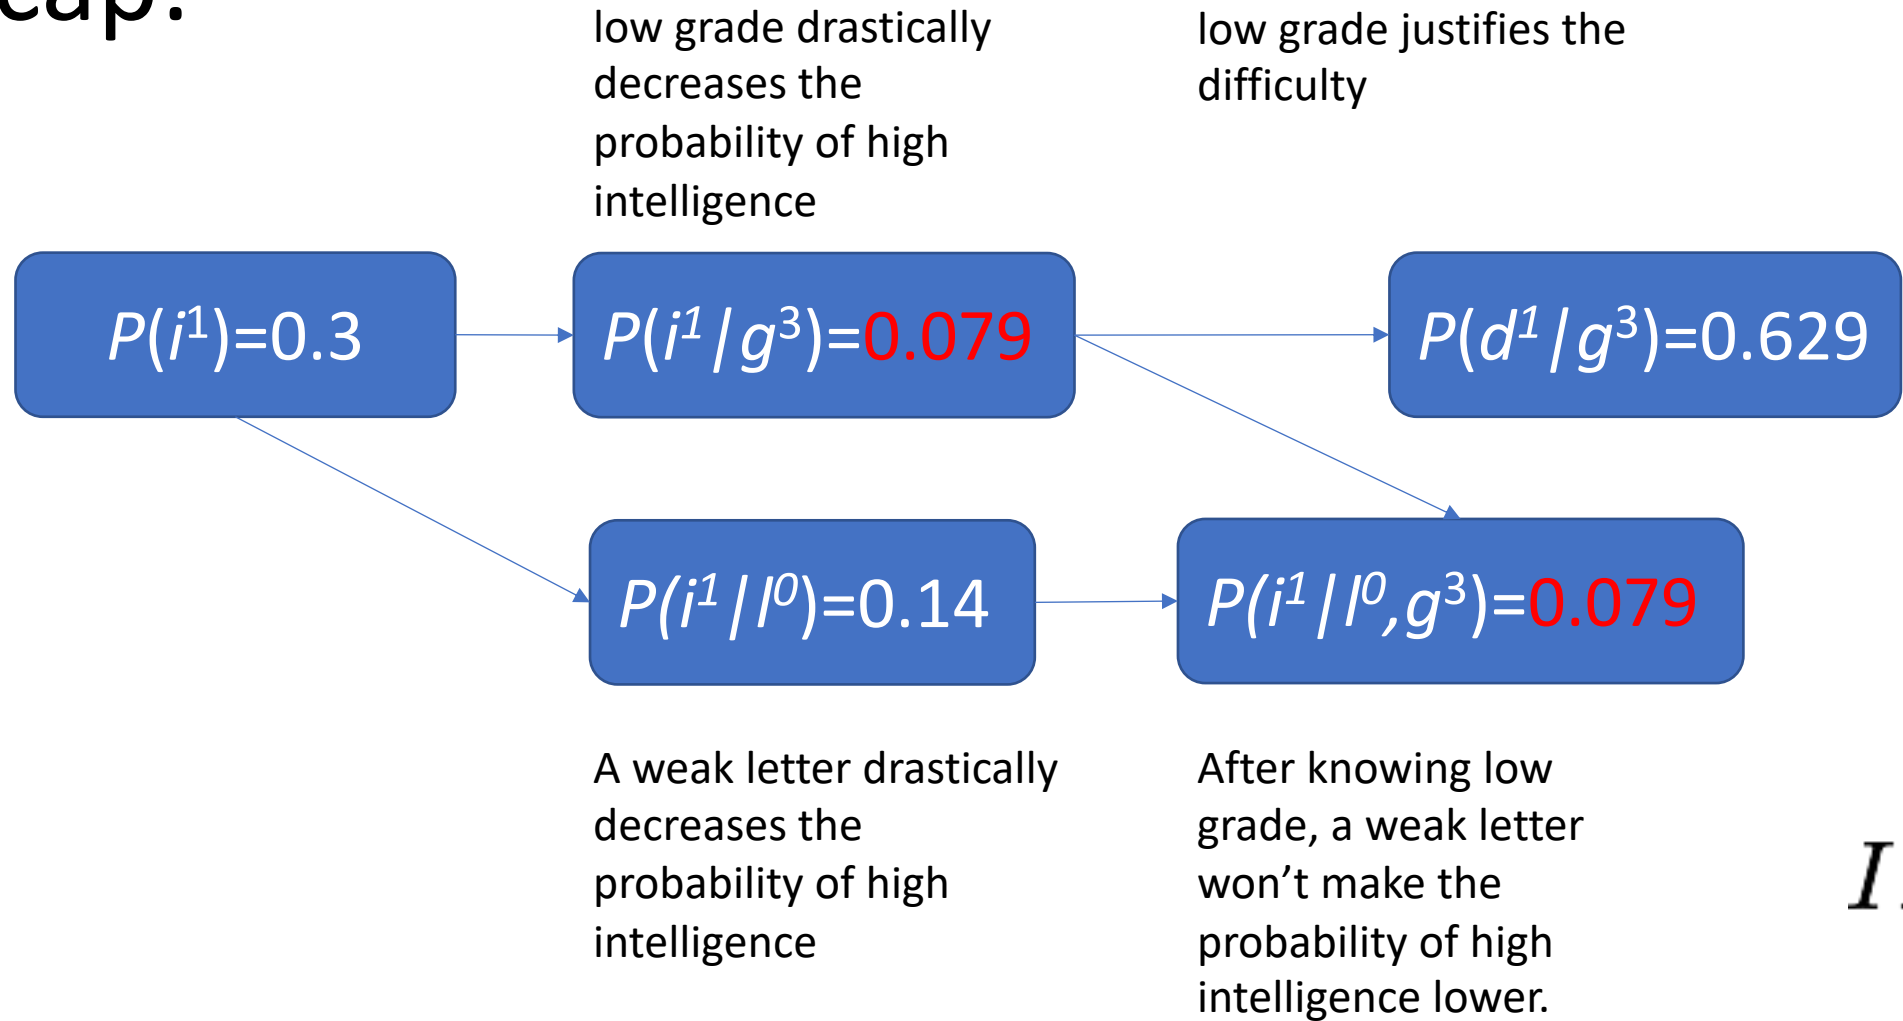 cap:
low grade drastically
decreases the
probability of high
intelligence
low grade justifies the
difficulty
P(i¹)=0.3
P(i¹|g³)=0.079
P(d¹|g³)=0.629
P(i¹|l⁰)=0.14
P(i¹|l⁰,g³)=0.079
A weak letter drastically
decreases the
probability of high
intelligence
After knowing low
grade, a weak letter
won’t make the
probability of high
intelligence lower.
I